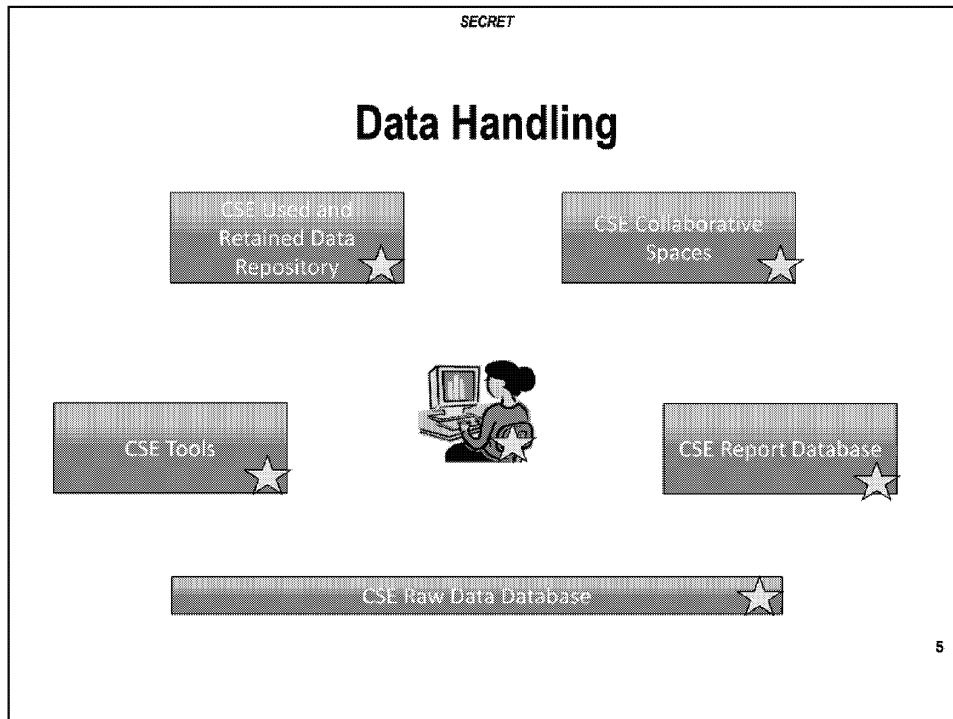 SECRET
Data Handling
CSE Used and
Retained Data
Repository
CSE Collaborative
Spaces
CSE Tools
CSE Report Database
CSE Raw Data Database
5